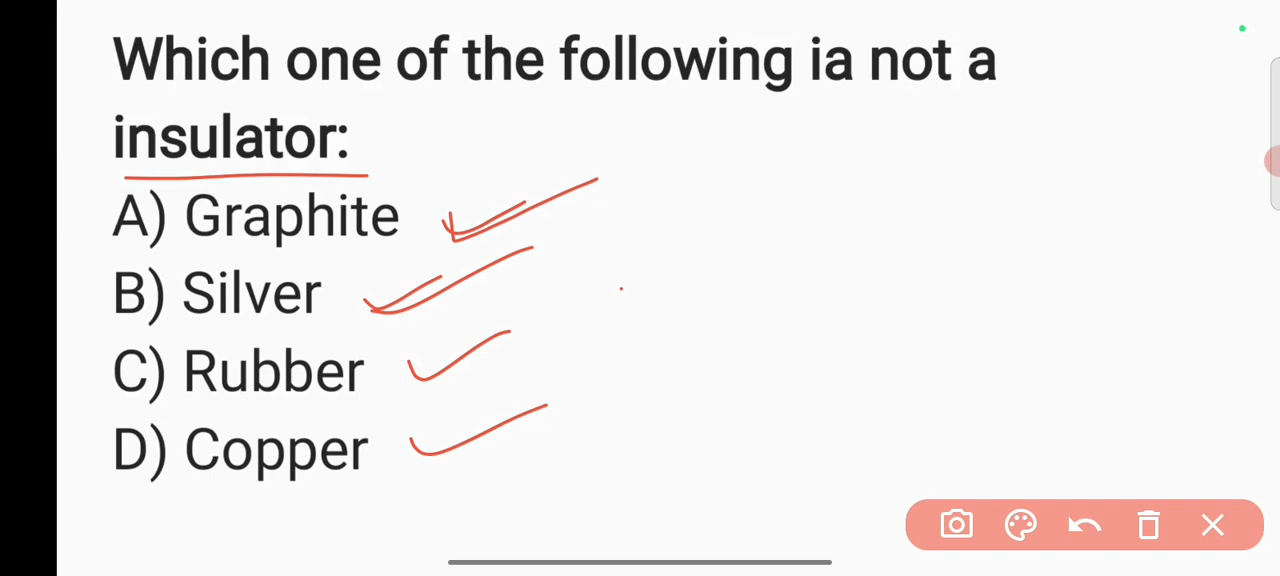 Which one of the following ia not a
insulator:
A) Graphite
B) Silver
C) Rubber
D) Copper